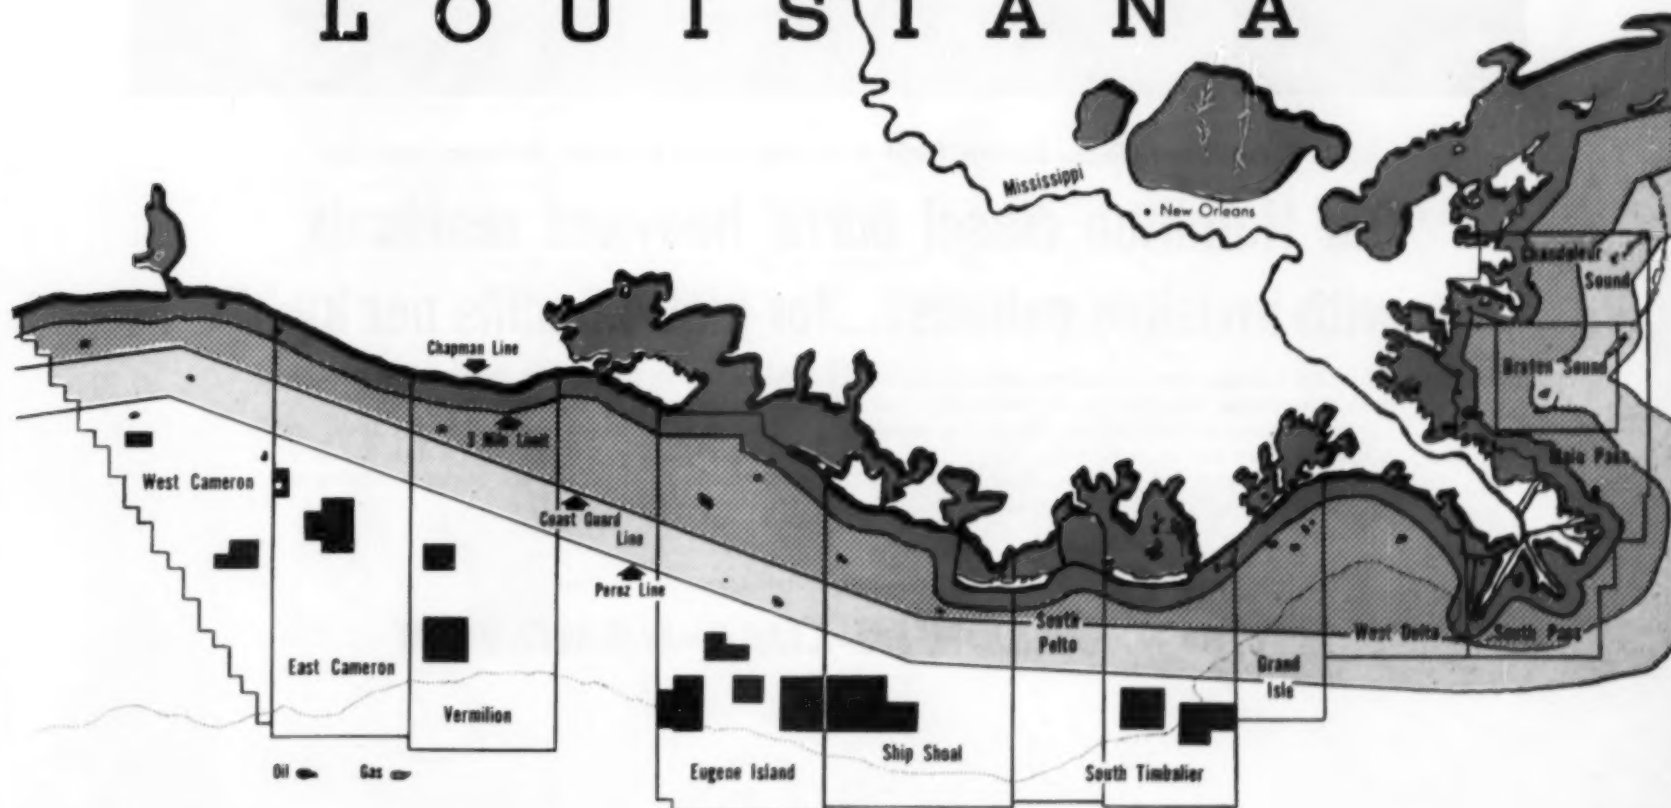 LOUISIANA
Mississippi
New Orleans
Chandeleur
Sound
Chapman Line
Breton Sound
3 Mile Limit
Main Pass
West Cameron
Coast Guard
Line
Perez Line
South
Pelto
West Delta
South Pass
East Cameron
Grand
Isle
Vermilion
Ship Shoal
Oil
Gas
Eugene Island
South Timbalier